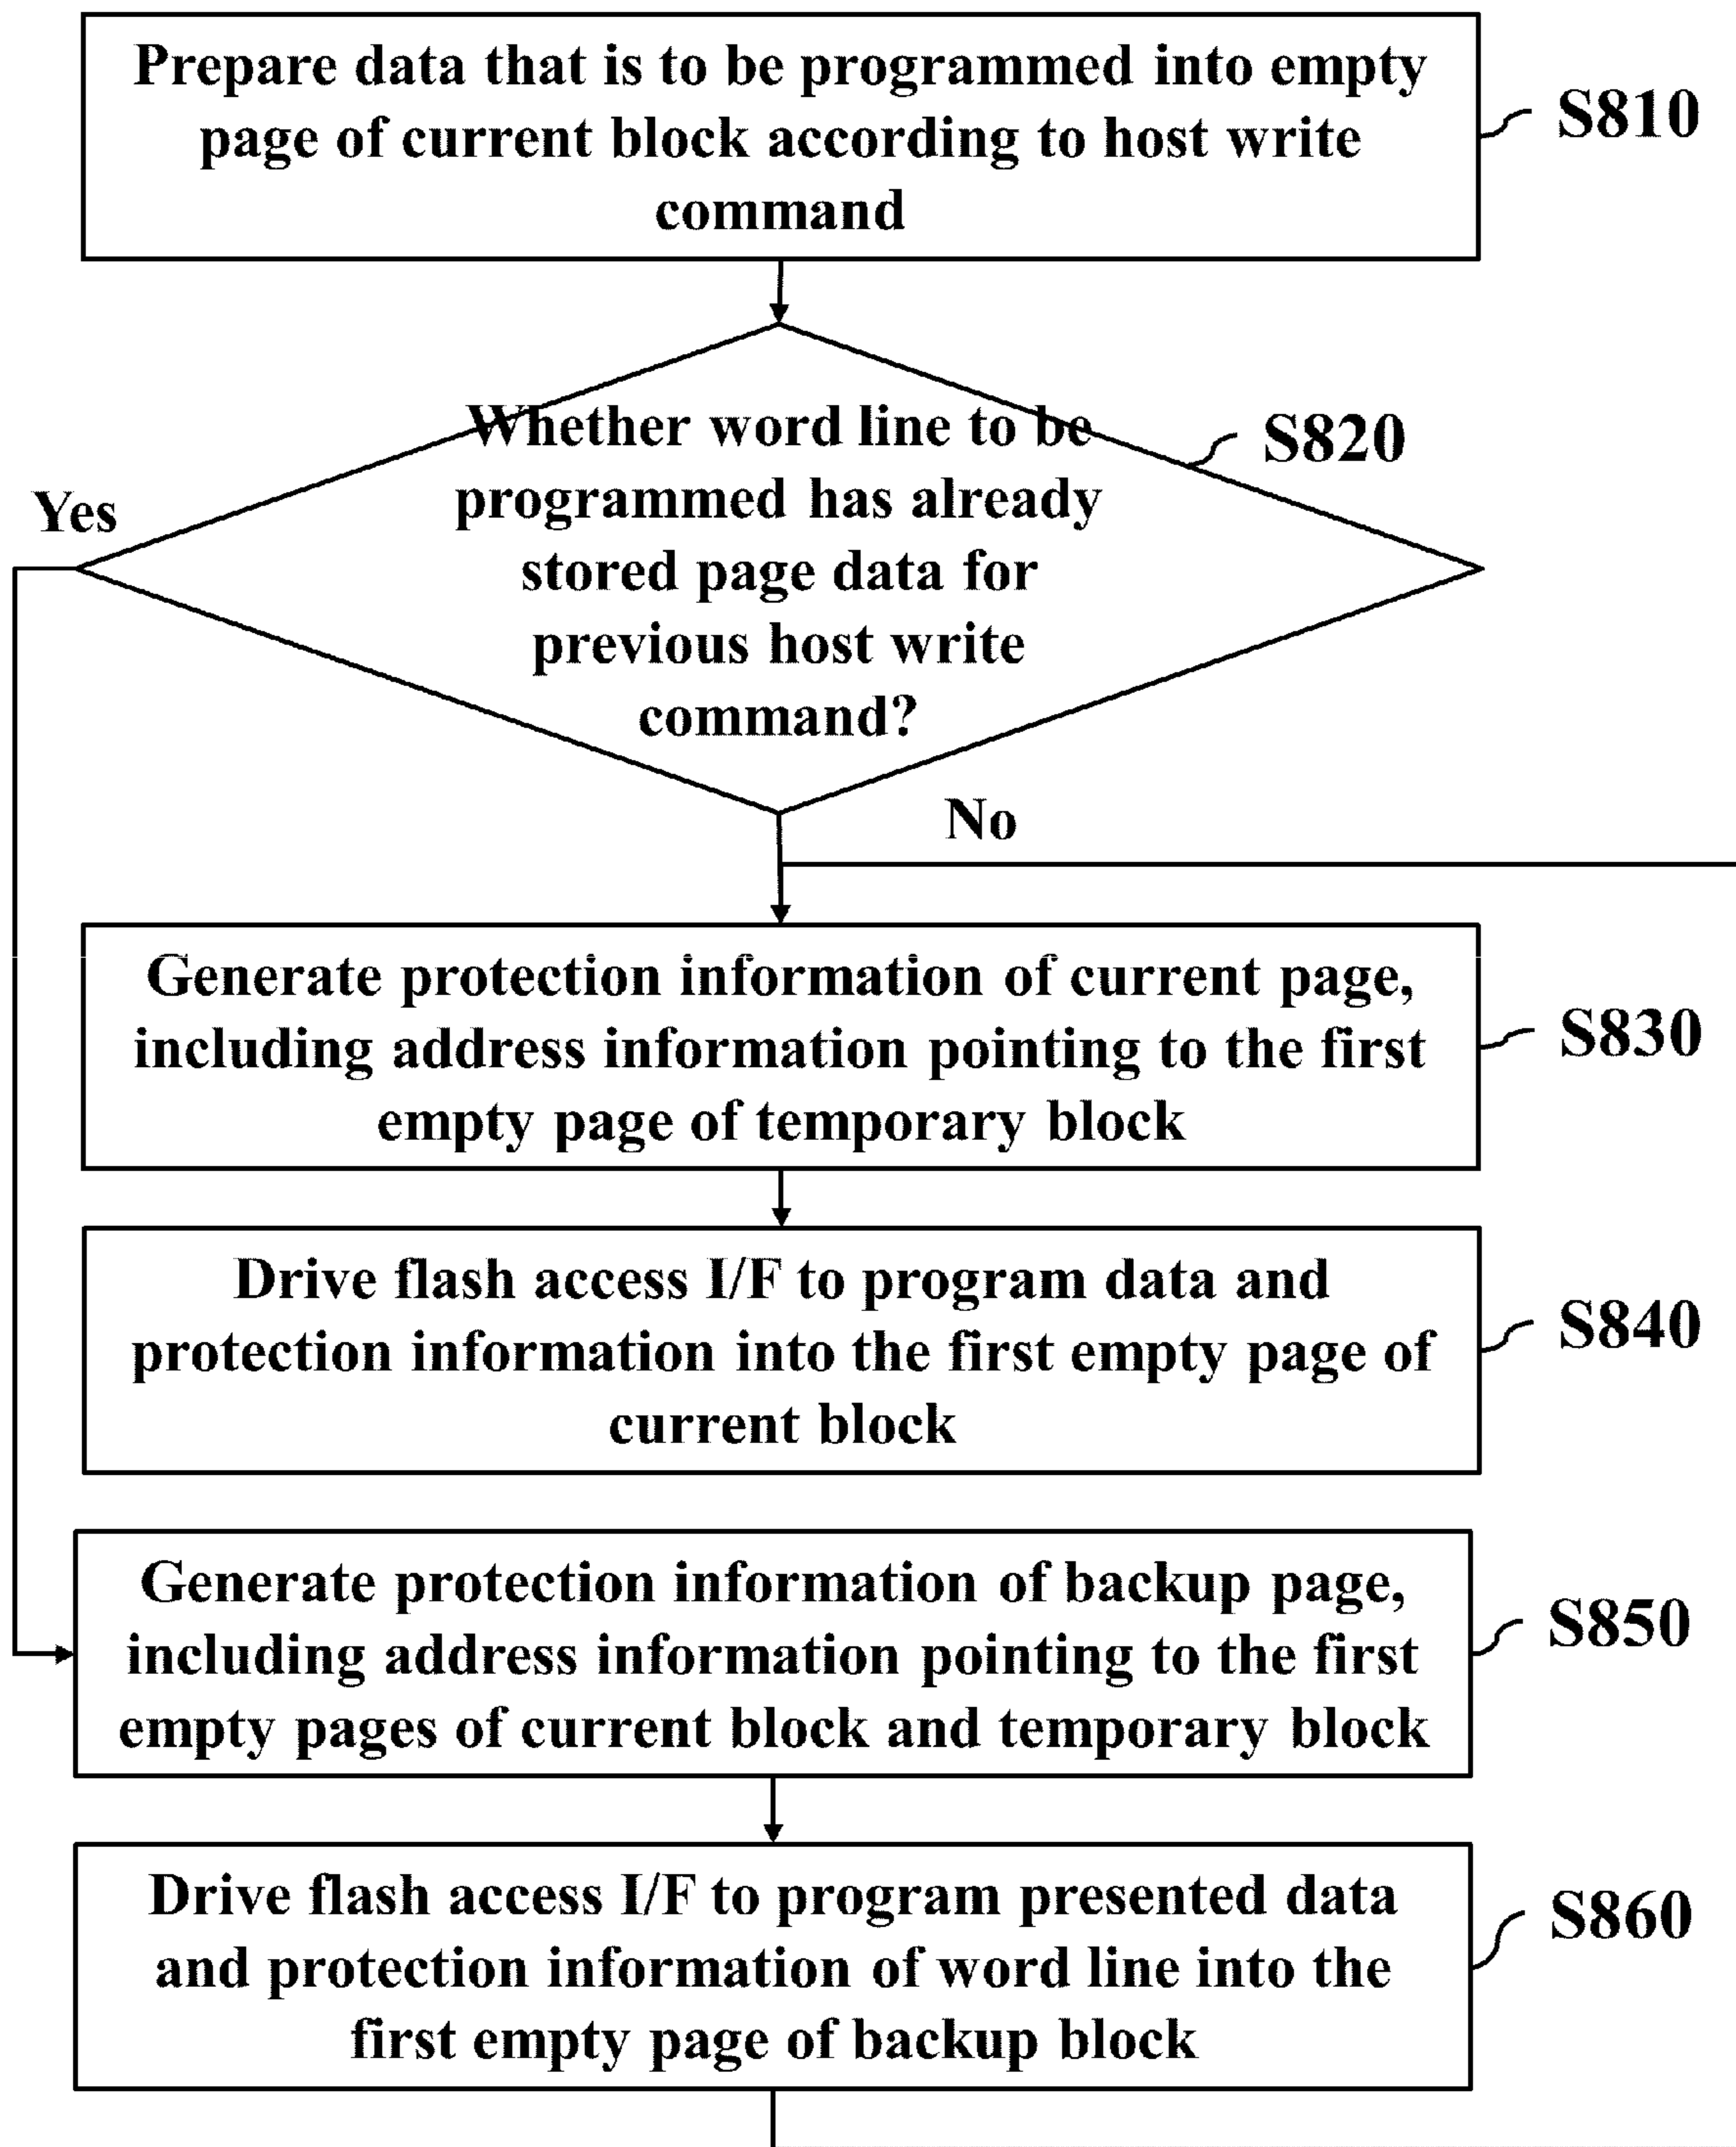 Prepare data that is to be programmed into empty
page of current block according to host write
command
S810
Whether word line to be
programmed has already
stored page data for
previous host write
command?
S820
Yes
No
Generate protection information of current page,
including address information pointing to the first
empty page of temporary block
S830
Drive flash access I/F to program data and
protection information into the first empty page of
current block
S840
Generate protection information of backup page,
including address information pointing to the first
empty pages of current block and temporary block
S850
Drive flash access I/F to program presented data
and protection information of word line into the
first empty page of backup block
S860